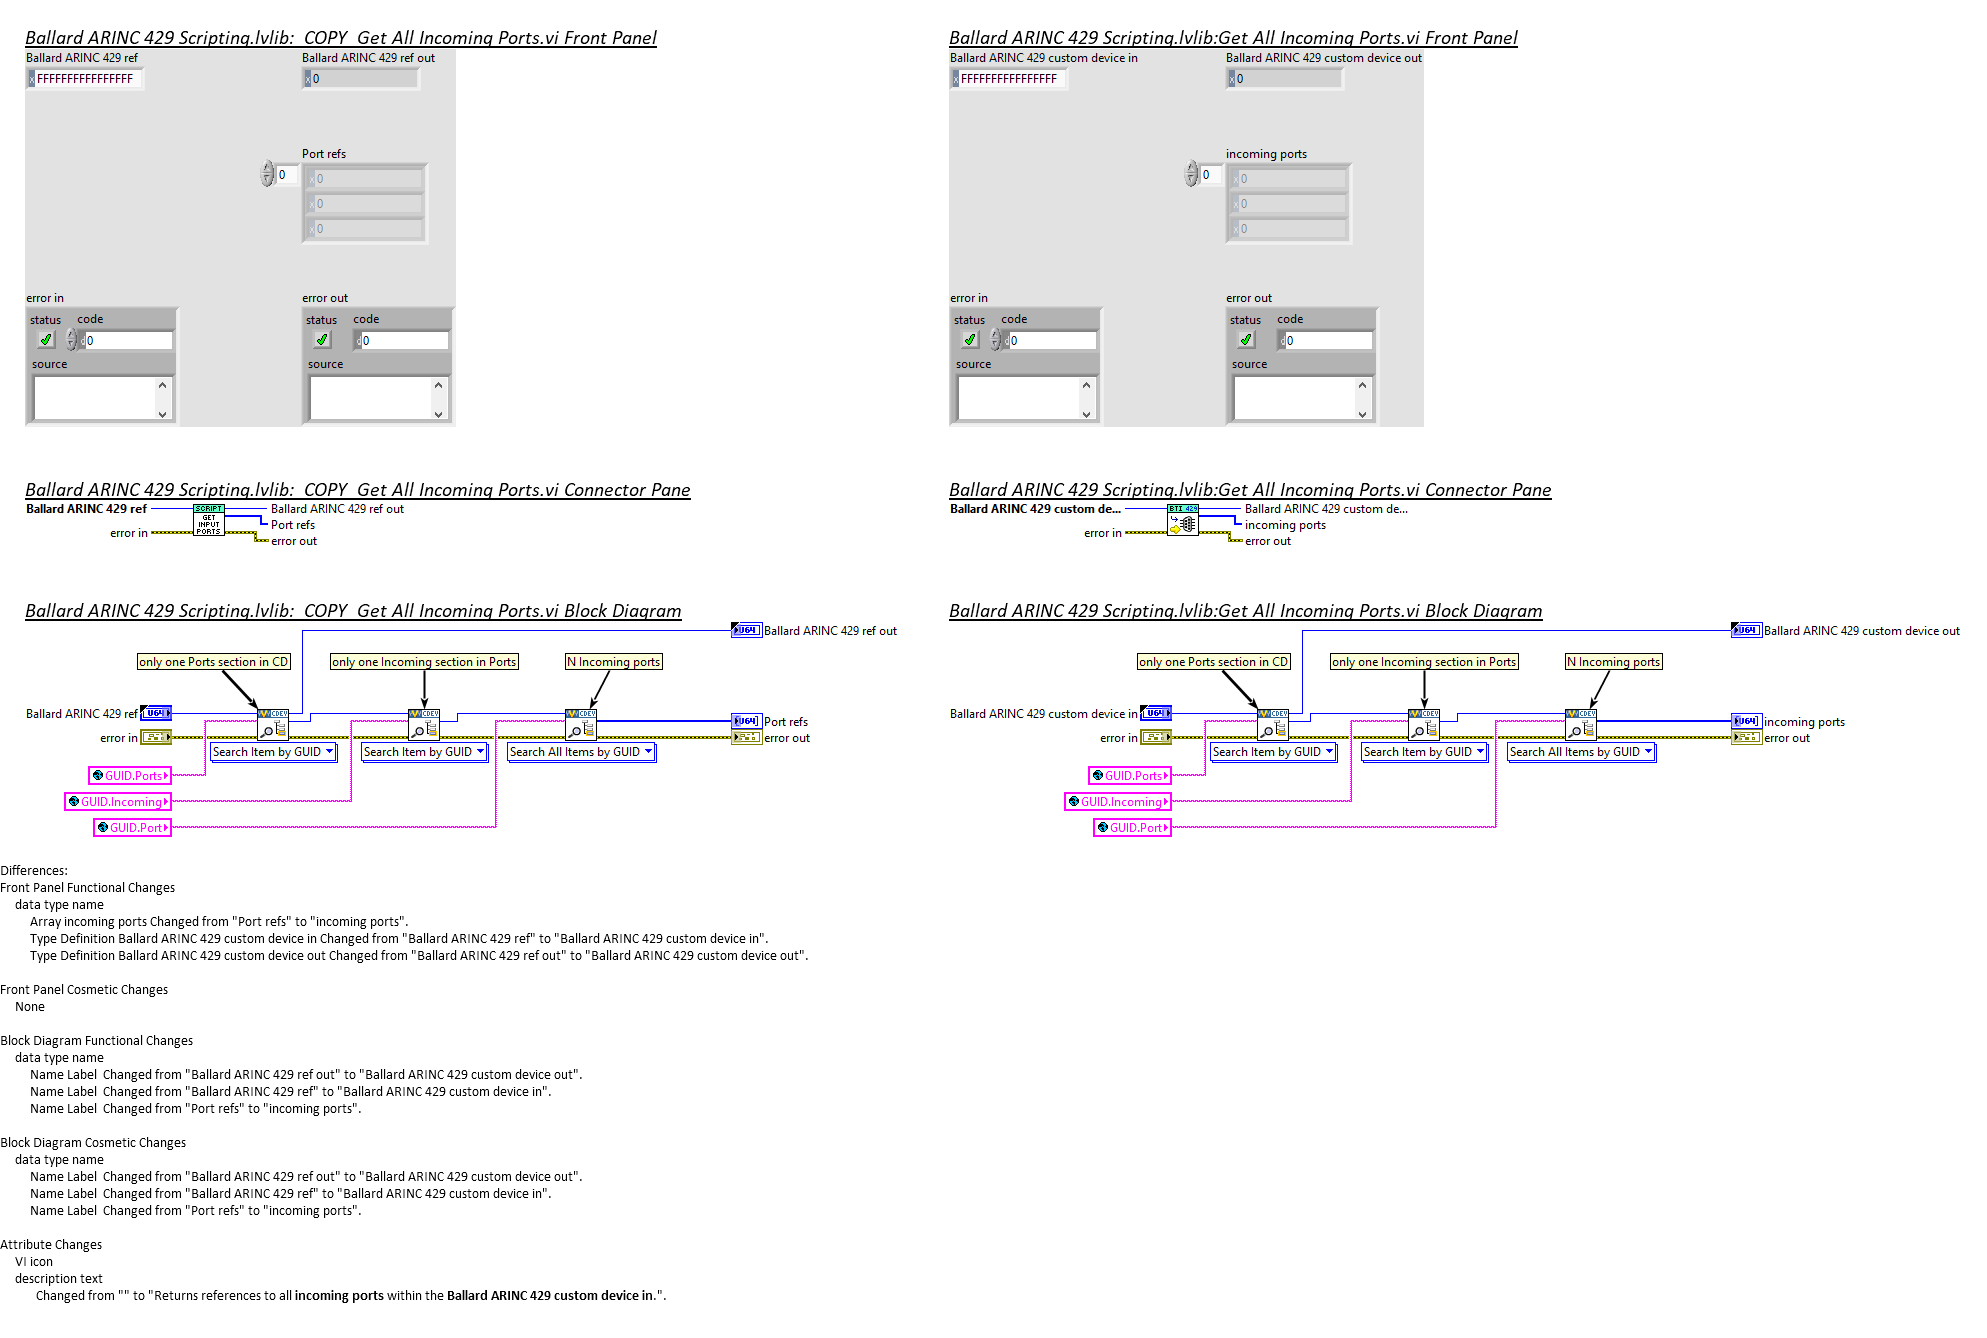 Ballard ARINC 429 Scripting.lvlib:  COPY  Get All Incoming Ports.vi Front Panel
Ballard ARINC 429 ref
Ballard ARINC 429 ref out
FFFFFFFFFFFFFFFF
x 0
Port refs
0
x 0
x 0
x 0
error in
error out
status
code
status
code
d 0
d 0
source
source
Ballard ARINC 429 Scripting.lvlib:Get All Incoming Ports.vi Front Panel
Ballard ARINC 429 custom device in
Ballard ARINC 429 custom device out
x FFFFFFFFFFFFFFFF
x 0
incoming ports
0
x 0
x 0
x 0
error in
error out
status
code
status
code
d 0
d 0
source
source
Ballard ARINC 429 Scripting.lvlib:  COPY  Get All Incoming Ports.vi Connector Pane
Ballard ARINC 429 ref
SCRIPT
GET
INPUT
PORTS
Ballard ARINC 429 ref out
Port refs
error in
error out
Ballard ARINC 429 Scripting.lvlib:Get All Incoming Ports.vi Connector Pane
Ballard ARINC 429 custom de...
BTI 429
Ballard ARINC 429 custom de...
incoming ports
error in
error out
Ballard ARINC 429 Scripting.lvlib:  COPY  Get All Incoming Ports.vi Block Diagram
U64
Ballard ARINC 429 ref out
only one Ports section in CD
only one Incoming section in Ports
N Incoming ports
Ballard ARINC 429 ref
U64
CDEV
CDEV
CDEV
U64
Port refs
error in
error out
Search Item by GUID
Search Item by GUID
Search All Items by GUID
GUID.Ports
GUID.Incoming
GUID.Port
Ballard ARINC 429 Scripting.lvlib:Get All Incoming Ports.vi Block Diagram
U64
Ballard ARINC 429 custom device out
only one Ports section in CD
only one Incoming section in Ports
N Incoming ports
Ballard ARINC 429 custom device in
U64
CDEV
CDEV
CDEV
U64
incoming ports
error in
error out
Search Item by GUID
Search Item by GUID
Search All Items by GUID
GUID.Ports
GUID.Incoming
GUID.Port
Differences:
Front Panel Functional Changes
data type name
Array incoming ports Changed from "Port refs" to "incoming ports".
Type Definition Ballard ARINC 429 custom device in Changed from "Ballard ARINC 429 ref" to "Ballard ARINC 429 custom device in".
Type Definition Ballard ARINC 429 custom device out Changed from "Ballard ARINC 429 ref out" to "Ballard ARINC 429 custom device out".
Front Panel Cosmetic Changes
None
Block Diagram Functional Changes
data type name
Name Label  Changed from "Ballard ARINC 429 ref out" to "Ballard ARINC 429 custom device out".
Name Label  Changed from "Ballard ARINC 429 ref" to "Ballard ARINC 429 custom device in".
Name Label  Changed from "Port refs" to "incoming ports".
Block Diagram Cosmetic Changes
data type name
Name Label  Changed from "Ballard ARINC 429 ref out" to "Ballard ARINC 429 custom device out".
Name Label  Changed from "Ballard ARINC 429 ref" to "Ballard ARINC 429 custom device in".
Name Label  Changed from "Port refs" to "incoming ports".
Attribute Changes
VI icon
description text
Changed from "" to "Returns references to all incoming ports within the Ballard ARINC 429 custom device in.".